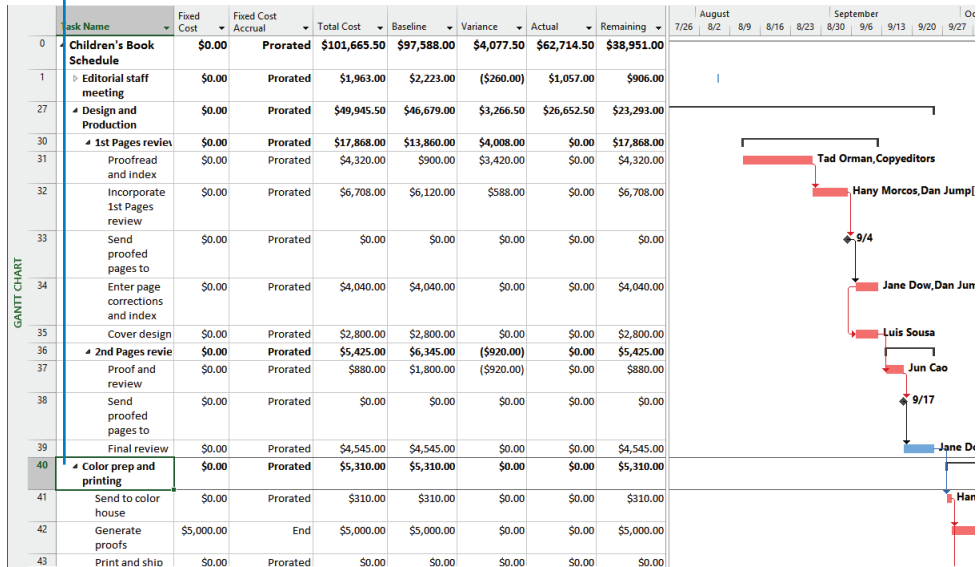 Task Name Fixed Cost Fixed Cost Accrual Total Cost Baseline Variance Actual Remaining
August September
7/26 8/2 8/9 8/16 8/23 8/30 9/6 9/13 9/20 9/27
0 Children's Book Schedule $0.00 Prorated $101,665.50 $97,588.00 $4,077.50 $62,714.50 $38,951.00
1 Editorial staff meeting $0.00 Prorated $1,963.00 $2,223.00 ($260.00) $1,057.00 $906.00
27 Design and Production $0.00 Prorated $49,945.50 $46,679.00 $3,266.50 $26,652.50 $23,293.00
30 1st Pages review $0.00 Prorated $17,868.00 $13,860.00 $4,008.00 $0.00 $17,868.00
31 Proofread and index $0.00 Prorated $4,320.00 $900.00 $3,420.00 $0.00 $4,320.00 Tad Orman,Copyeditors
32 Incorporate 1st Pages review $0.00 Prorated $6,708.00 $6,120.00 $588.00 $0.00 $6,708.00 Hany Morcos,Dan Jump[
33 Send proofed pages to $0.00 Prorated $0.00 $0.00 $0.00 $0.00 $0.00 9/4
34 Enter page corrections and index $0.00 Prorated $4,040.00 $4,040.00 $0.00 $0.00 $4,040.00 Jane Dow,Dan Jum
35 Cover design $0.00 Prorated $2,800.00 $2,800.00 $0.00 $0.00 $2,800.00 Luis Sousa
36 2nd Pages revie $0.00 Prorated $5,425.00 $6,345.00 ($920.00) $0.00 $5,425.00
37 Proof and review $0.00 Prorated $880.00 $1,800.00 ($920.00) $0.00 $880.00 Jun Cao
38 Send proofed pages to $0.00 Prorated $0.00 $0.00 $0.00 $0.00 $0.00 9/17
39 Final review $0.00 Prorated $4,545.00 $4,545.00 $0.00 $0.00 $4,545.00 Jane Do
40 Color prep and printing $0.00 Prorated $5,310.00 $5,310.00 $0.00 $0.00 $5,310.00
41 Send to color house $0.00 Prorated $310.00 $310.00 $0.00 $0.00 $310.00 Han
42 Generate proofs $5,000.00 End $5,000.00 $5,000.00 $0.00 $0.00 $5,000.00
43 Print and ship $0.00 Prorated $0.00 $0.00 $0.00 $0.00 $0.00
GANTT CHART